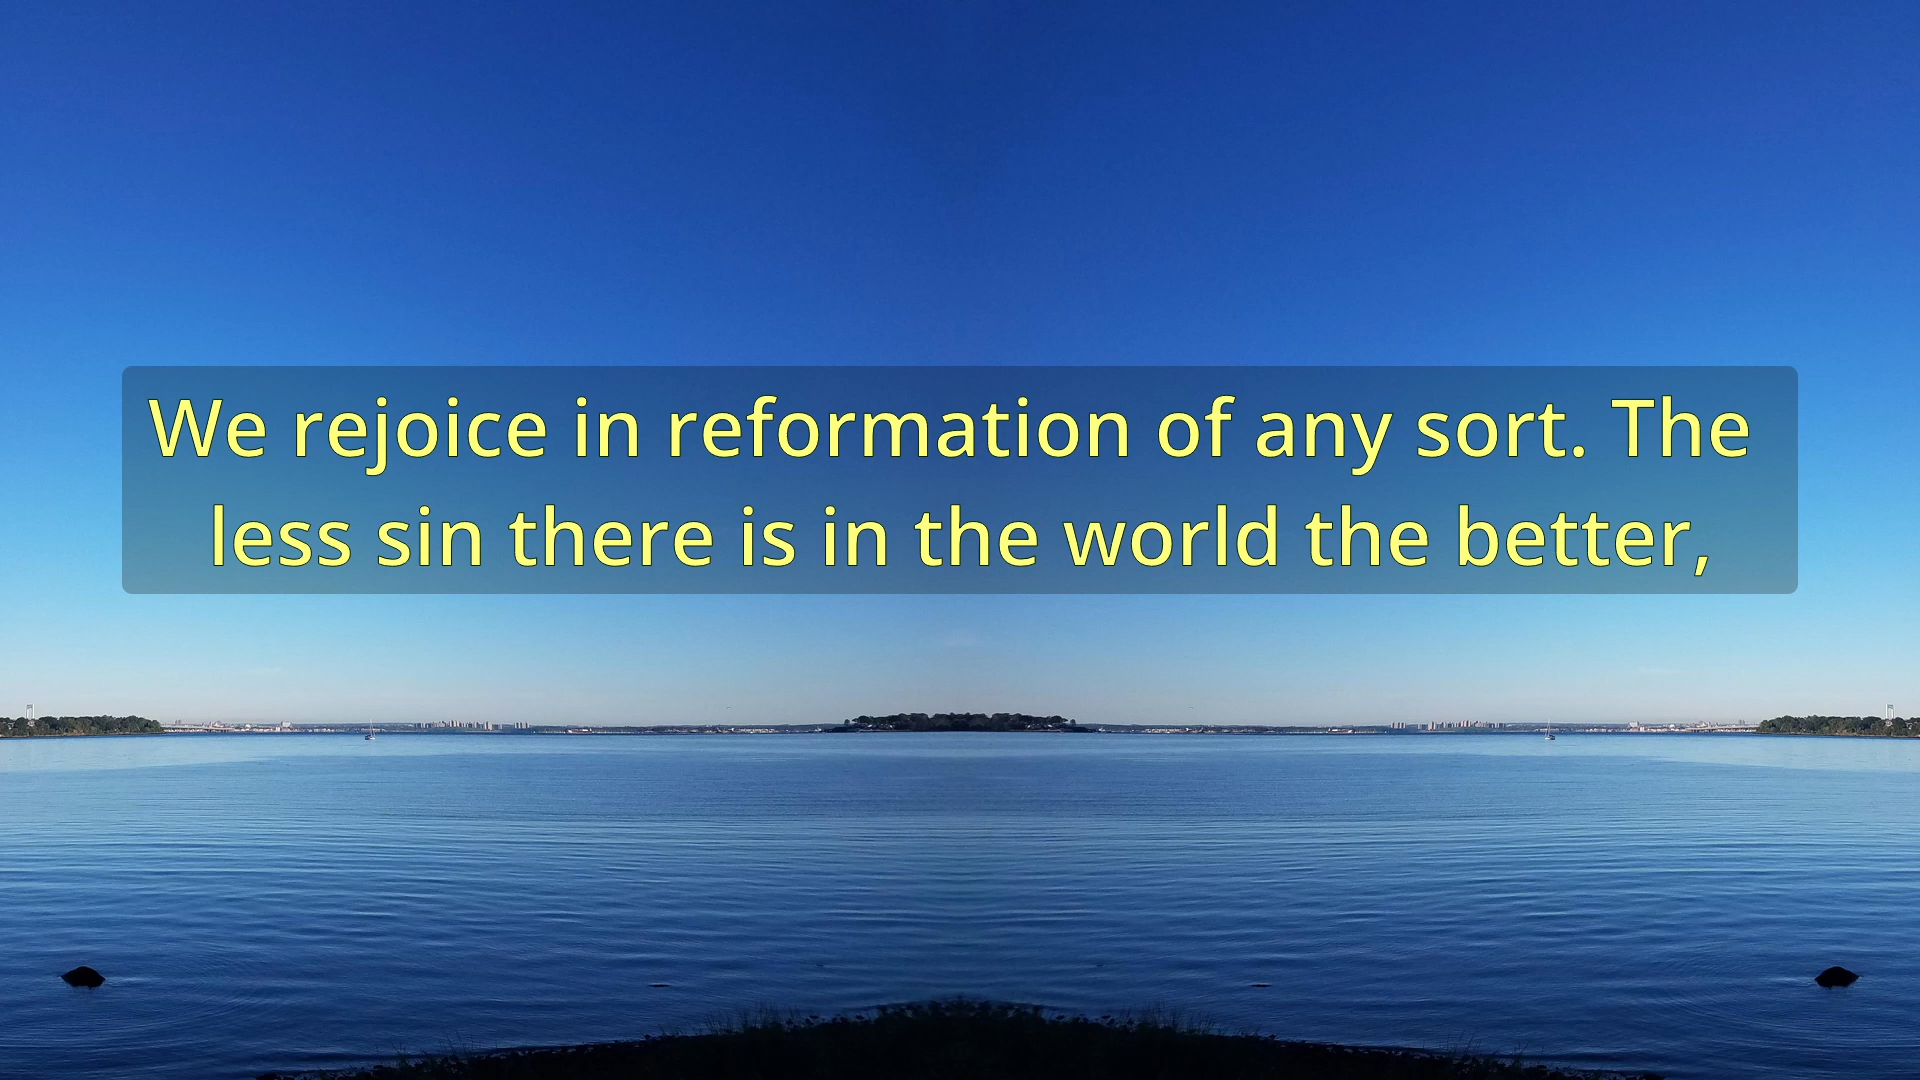 We rejoice in reformation of any sort. The
less sin there is in the world the better,